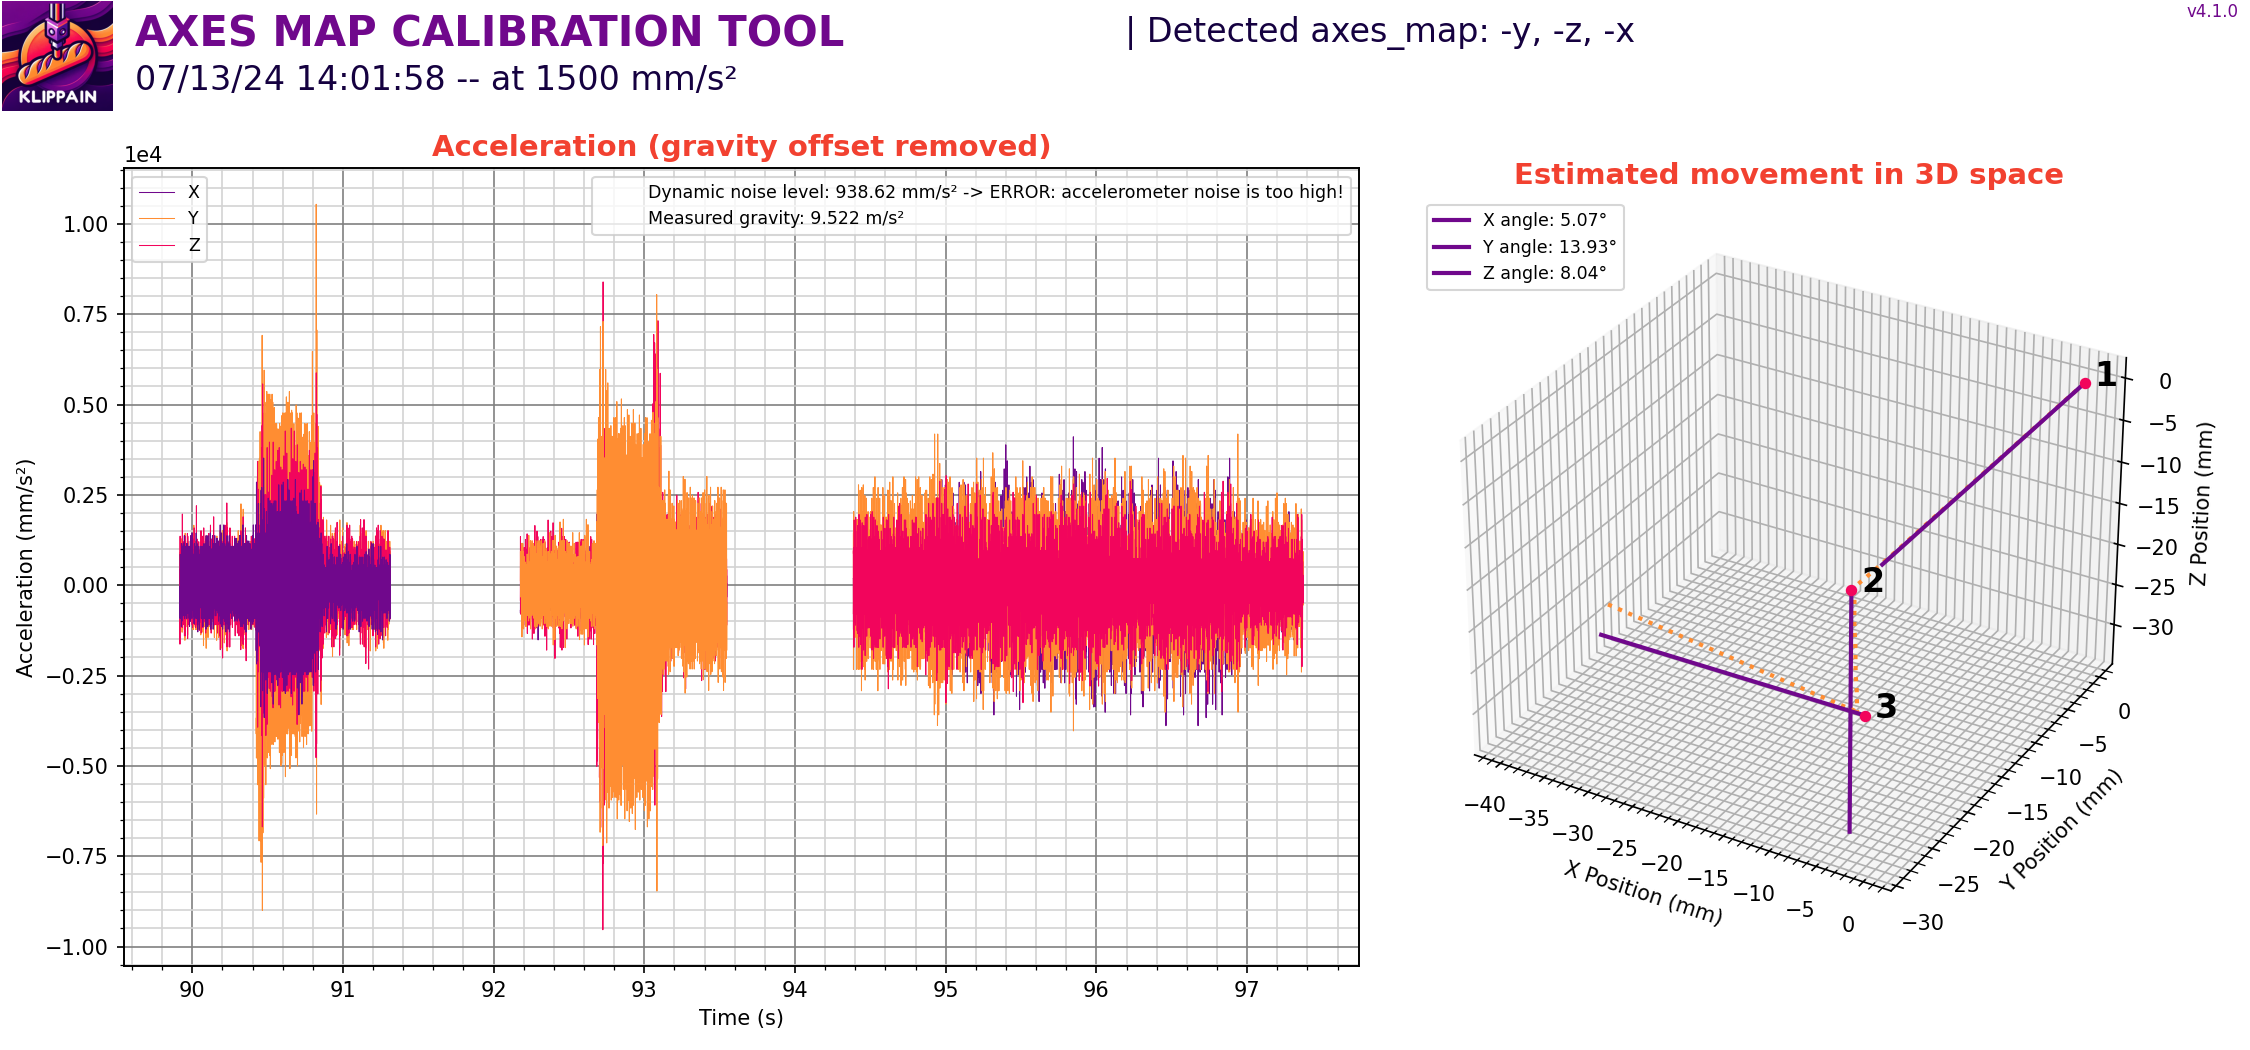 AXES MAP CALIBRATION TOOL
07/13/24 14:01:58 -- at 1500 mm/s²
| Detected axes_map: -y, -z, -x
v4.1.0
KLIPPAIN
Acceleration (gravity offset removed)
1e4
X
Y
Z
Dynamic noise level: 938.62 mm/s² -> ERROR: accelerometer noise is too high!
Measured gravity: 9.522 m/s²
Acceleration (mm/s²)
1.00
0.75
0.50
0.25
0.00
−0.25
−0.50
−0.75
−1.00
90
91
92
93
94
95
96
97
Time (s)
Estimated movement in 3D space
X angle: 5.07°
Y angle: 13.93°
Z angle: 8.04°
1
2
3
0
−5
−10
−15
−20
−25
−30
Z Position (mm)
−40
−35
−30
−25
−20
−15
−10
−5
0
X Position (mm)
0
−5
−10
−15
−20
−25
−30
Y Position (mm)